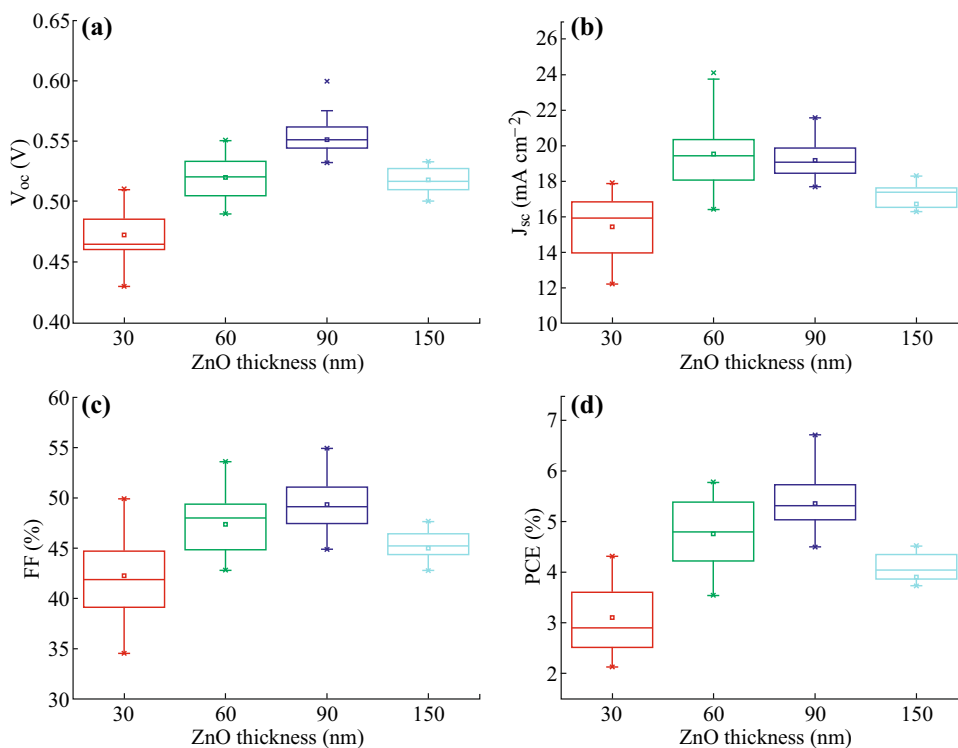 (a)
V_oc (V)
0.65
0.60
0.55
0.50
0.45
0.40
30 60 90 150
ZnO thickness (nm)
(b)
J_sc (mA cm⁻²)
26
24
22
20
18
16
14
12
10
30 60 90 150
ZnO thickness (nm)
(c)
FF (%)
60
55
50
45
40
35
30
30 60 90 150
ZnO thickness (nm)
(d)
PCE (%)
7
6
5
4
3
2
30 60 90 150
ZnO thickness (nm)